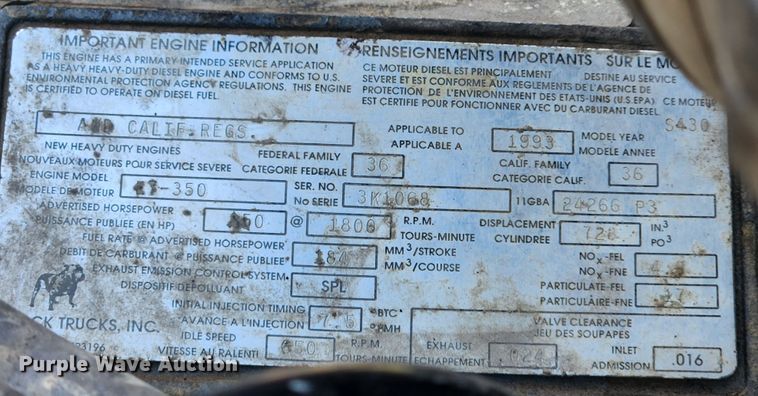 IMPORTANT ENGINE INFORMATION
THIS ENGINE HAS A PRIMARY INTENDED SERVICE APPLICATION
AS A HEAVY HEAVY-DUTY DIESEL ENGINE AND CONFORMS TO U.S.
ENVIRONMENTAL PROTECTION AGENCY REGULATIONS. THIS ENGINE
IS CERTIFIED TO OPERATE ON DIESEL FUEL.
RENSEIGNEMENTS IMPORTANTS SUR LE
CE MOTEUR DIESEL EST PRINCIPALEMENT DESTINE AU SERVICE
SEVERE ET EST CONFORME AUX REGLEMENTS DE L'AGENCE DE
PROTECTION DE L'ENVIRONNEMENT DES ETATS-UNIS (U.S.EPA) CE MOTEUR
EST CERTIFIÉ POUR FONCTIONNER AVEC DU CARBURANT DIESEL
S430
AND CALIF.REGS.
APPLICABLE TO
APPLICABLE A
1993
MODEL YEAR
MODELE ANNEE
NEW HEAVY DUTY ENGINES
NOUVEAUX MOTEURS POUR SERVICE SEVERE
FEDERAL FAMILY
CATEGORIE FEDERALE
36
CALIF. FAMILY
CATEGORIE CALIF.
36
ENGINE MODEL
MODELE DE MOTEUR
-350
SER. NO.
No SERIE
3K1068
11GBA
24266 P3
ADVERTISED HORSEPOWER
PUISSANCE PUBLIEE (EN HP)
@
1800
R.P.M.
TOURS-MINUTE
DISPLACEMENT
CYLINDREE
728
IN.3
PO3
FUEL RATE @ ADVERTISED HORSEPOWER
DEBIT DE CARBURANT @ PUISSANCE PUBLIEE
184
MM3/STROKE
MM3/COURSE
NOX-FEL
NOX-FNE
EXHAUST EMISSION CONTROL SYSTEM
DISPOSITIF DEPOLLUANT
SPL
PARTICULATE-FEL
PARTICULAIRE-FNE
INITIAL INJECTION TIMING
AVANCE A L'INJECTION
°BTC
°PMH
CK TRUCKS, INC.
3196
IDLE SPEED
VITESSE AU RALENTI
650
R.P.M.
TOURS-MINUTE
VALVE CLEARANCE
JEU DES SOUPAPES
EXHAUST
ECHAPPEMENT
.024
INLET
ADMISSION
.016
Purple Wave Auction